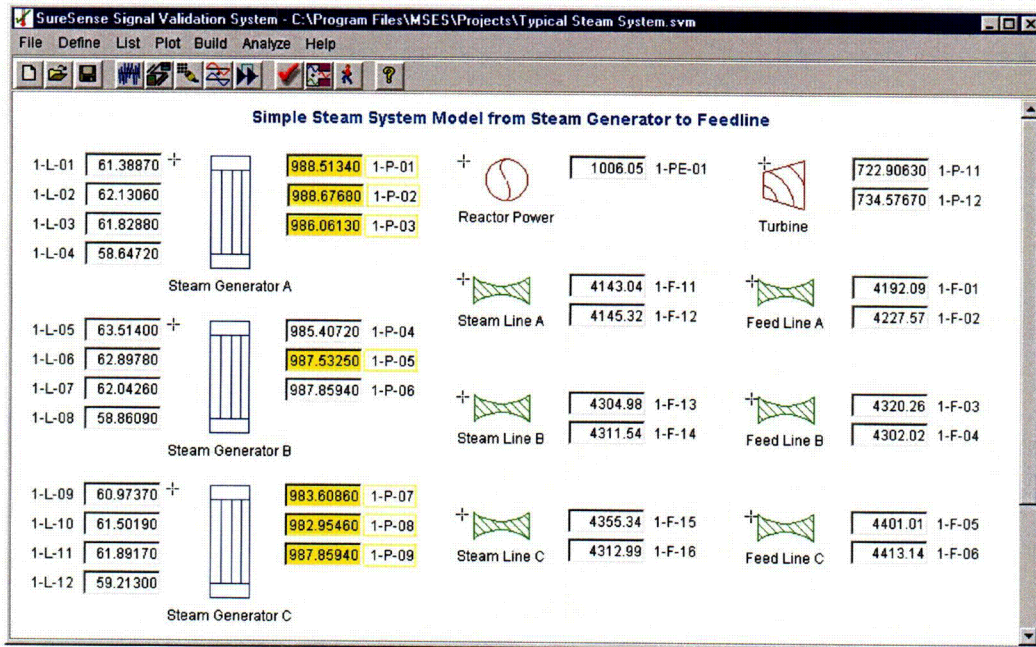 SureSense Signal Validation System - C:\Program Files\MSES\Projects\Typical Steam System.svm
File Define List Plot Build Analyze Help
Simple Steam System Model from Steam Generator to Feedline
1-L-01 61.38870
1-L-02 62.13060
1-L-03 61.82880
1-L-04 58.64720
988.51340 1-P-01
988.67680 1-P-02
986.06130 1-P-03
Steam Generator A
1006.05 1-PE-01
Reactor Power
722.90630 1-P-11
734.57670 1-P-12
Turbine
4143.04 1-F-11
4145.32 1-F-12
Steam Line A
4192.09 1-F-01
4227.57 1-F-02
Feed Line A
1-L-05 63.51400
1-L-06 62.89780
1-L-07 62.04260
1-L-08 58.86090
985.40720 1-P-04
987.53250 1-P-05
987.85940 1-P-06
Steam Generator B
4304.98 1-F-13
4311.54 1-F-14
Steam Line B
4320.26 1-F-03
4302.02 1-F-04
Feed Line B
1-L-09 60.97370
1-L-10 61.50190
1-L-11 61.89170
1-L-12 59.21300
983.60860 1-P-07
982.95460 1-P-08
987.85940 1-P-09
Steam Generator C
4355.34 1-F-15
4312.99 1-F-16
Steam Line C
4401.01 1-F-05
4413.14 1-F-06
Feed Line C